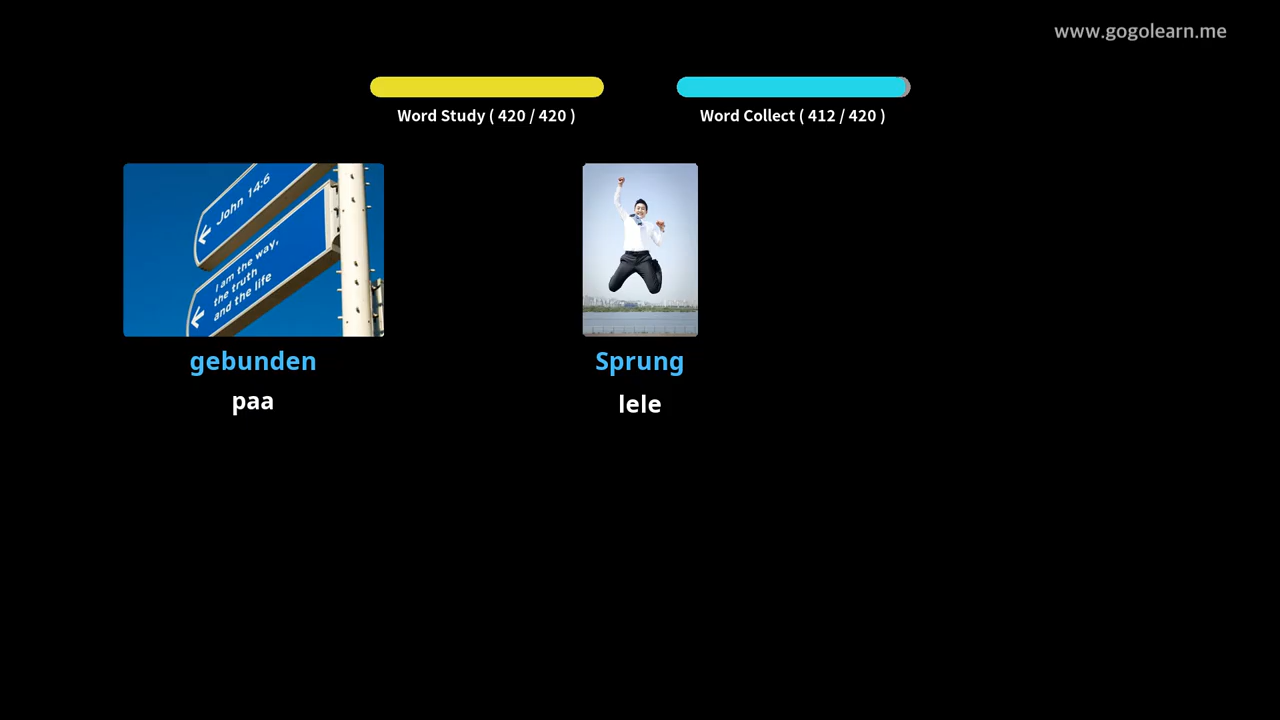 www.gogolearn.me
Word Study ( 420 / 420 )
Word Collect ( 412 / 420 )
John 14:6
I am the way,
the truth
and the life
gebunden
Sprung
paa
lele